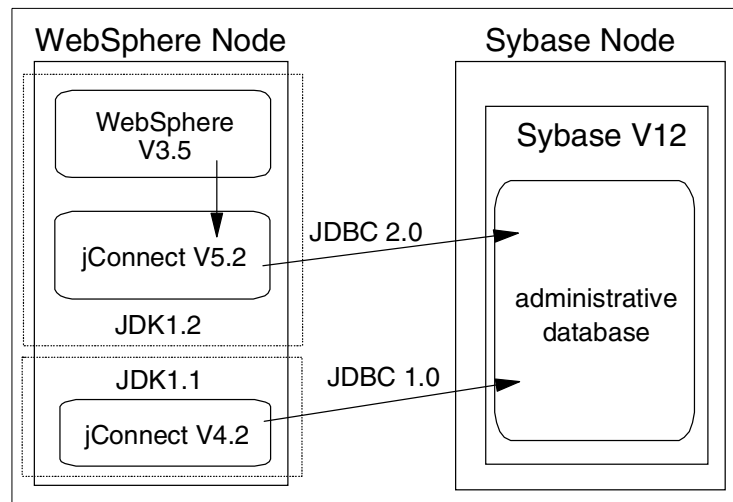 WebSphere Node
Sybase Node
WebSphere
V3.5
Sybase V12
jConnect V5.2
JDBC 2.0
administrative
database
JDK1.2
JDK1.1
JDBC 1.0
jConnect V4.2